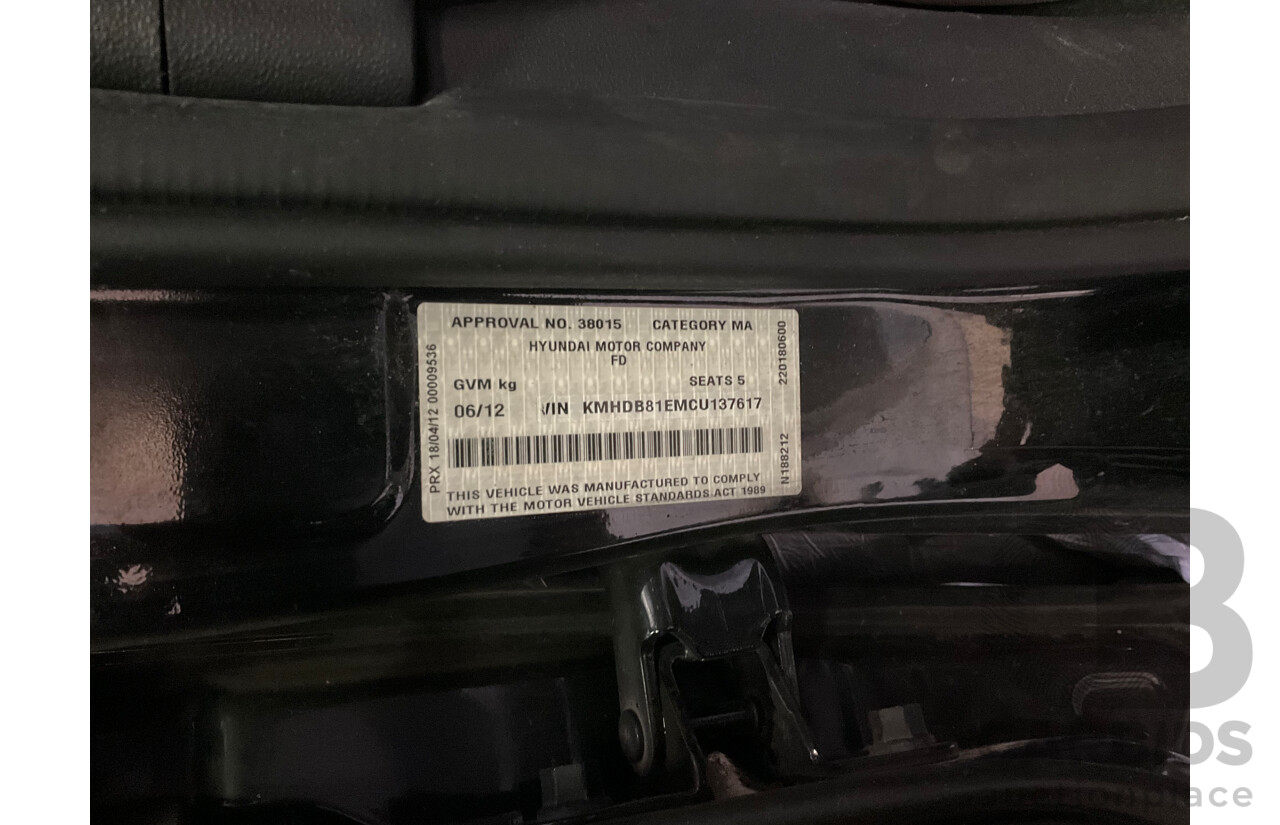 APPROVAL NO. 38015 CATEGORY MA
HYUNDAI MOTOR COMPANY
FD
GVM kg SEATS 5
06/12 VIN KMHDB81EMCU137617
THIS VEHICLE WAS MANUFACTURED TO COMPLY
WITH THE MOTOR VEHICLE STANDARDS ACT 1989
PRX 18/04/12 00009536
N188212 220180600